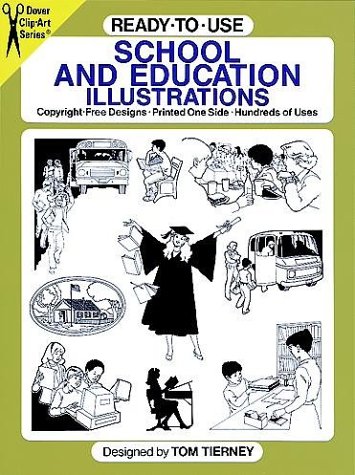 Dover
Clip-Art
Series®
READY·TO·USE
SCHOOL
AND EDUCATION
ILLUSTRATIONS
Copyright·Free Designs·Printed One Side·Hundreds of Uses
Designed by TOM TIERNEY